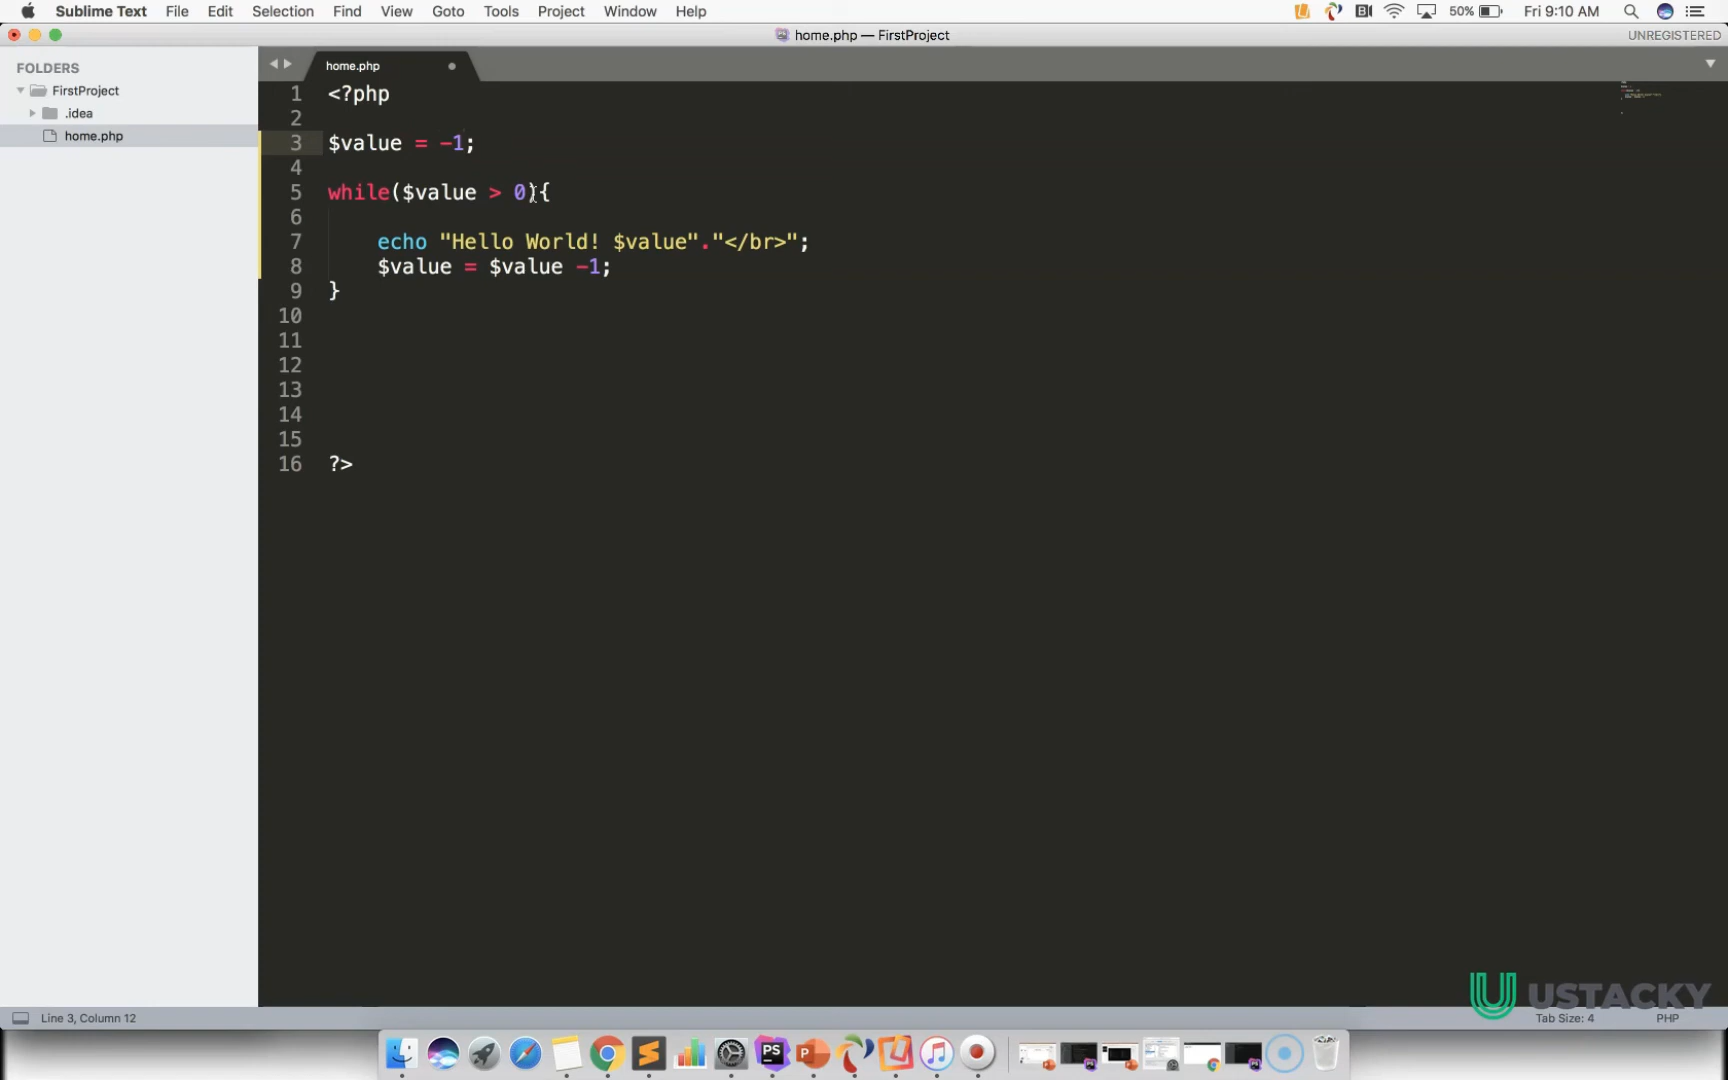 Sublime Text File Edit Selection Find View Goto Tools Project Window Help 50% Fri 9:10 AM
home.php — FirstProject UNREGISTERED
FOLDERS
FirstProject
.idea
home.php
home.php
1 <?php
2
3 $value = -1;
4
5 while($value > 0){
6
7 echo "Hello World! $value"."</br>";
8 $value = $value -1;
9 }
10
11
12
13
14
15
16 ?>
USTACKY
Line 3, Column 12 Tab Size: 4 PHP
PS P